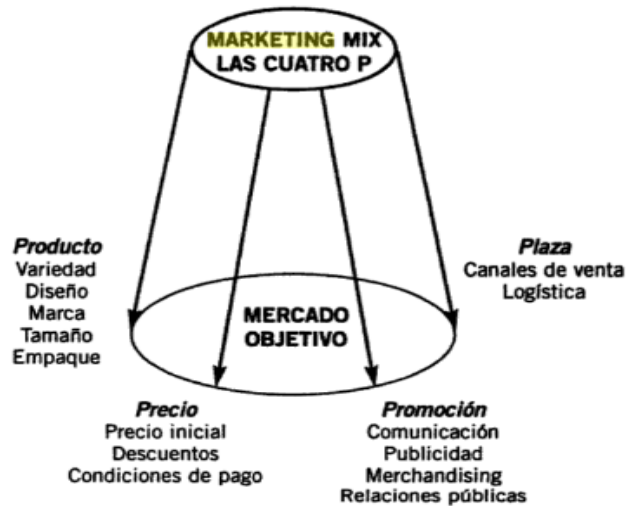 MARKETING MIX
LAS CUATRO P
Producto
Variedad
Diseño
Marca
Tamaño
Empaque
Plaza
Canales de venta
Logística
MERCADO
OBJETIVO
Precio
Precio inicial
Descuentos
Condiciones de pago
Promoción
Comunicación
Publicidad
Merchandising
Relaciones públicas